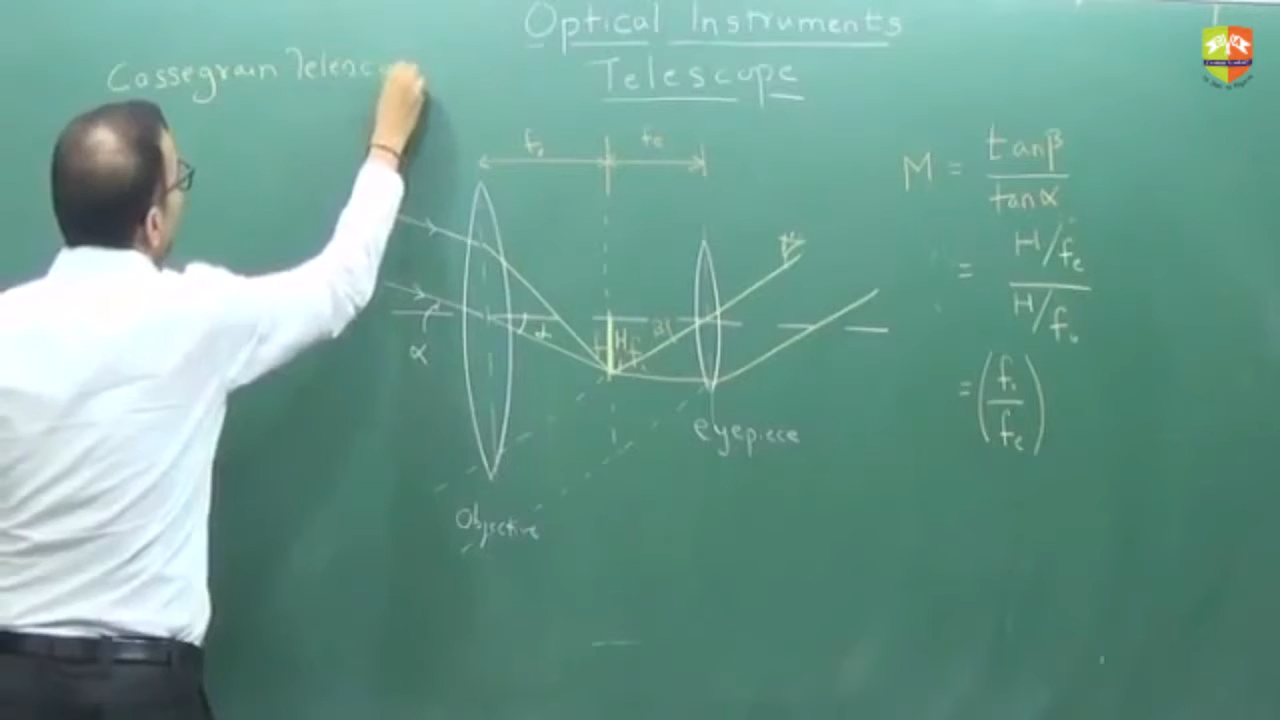 Optical Instruments
Telescope
Cassegrain Telesc
fo
fe
M = tanβ / tanα
= H/fe / H/fo
= (fo / fe)
α
α
H
eyepiece
Objective